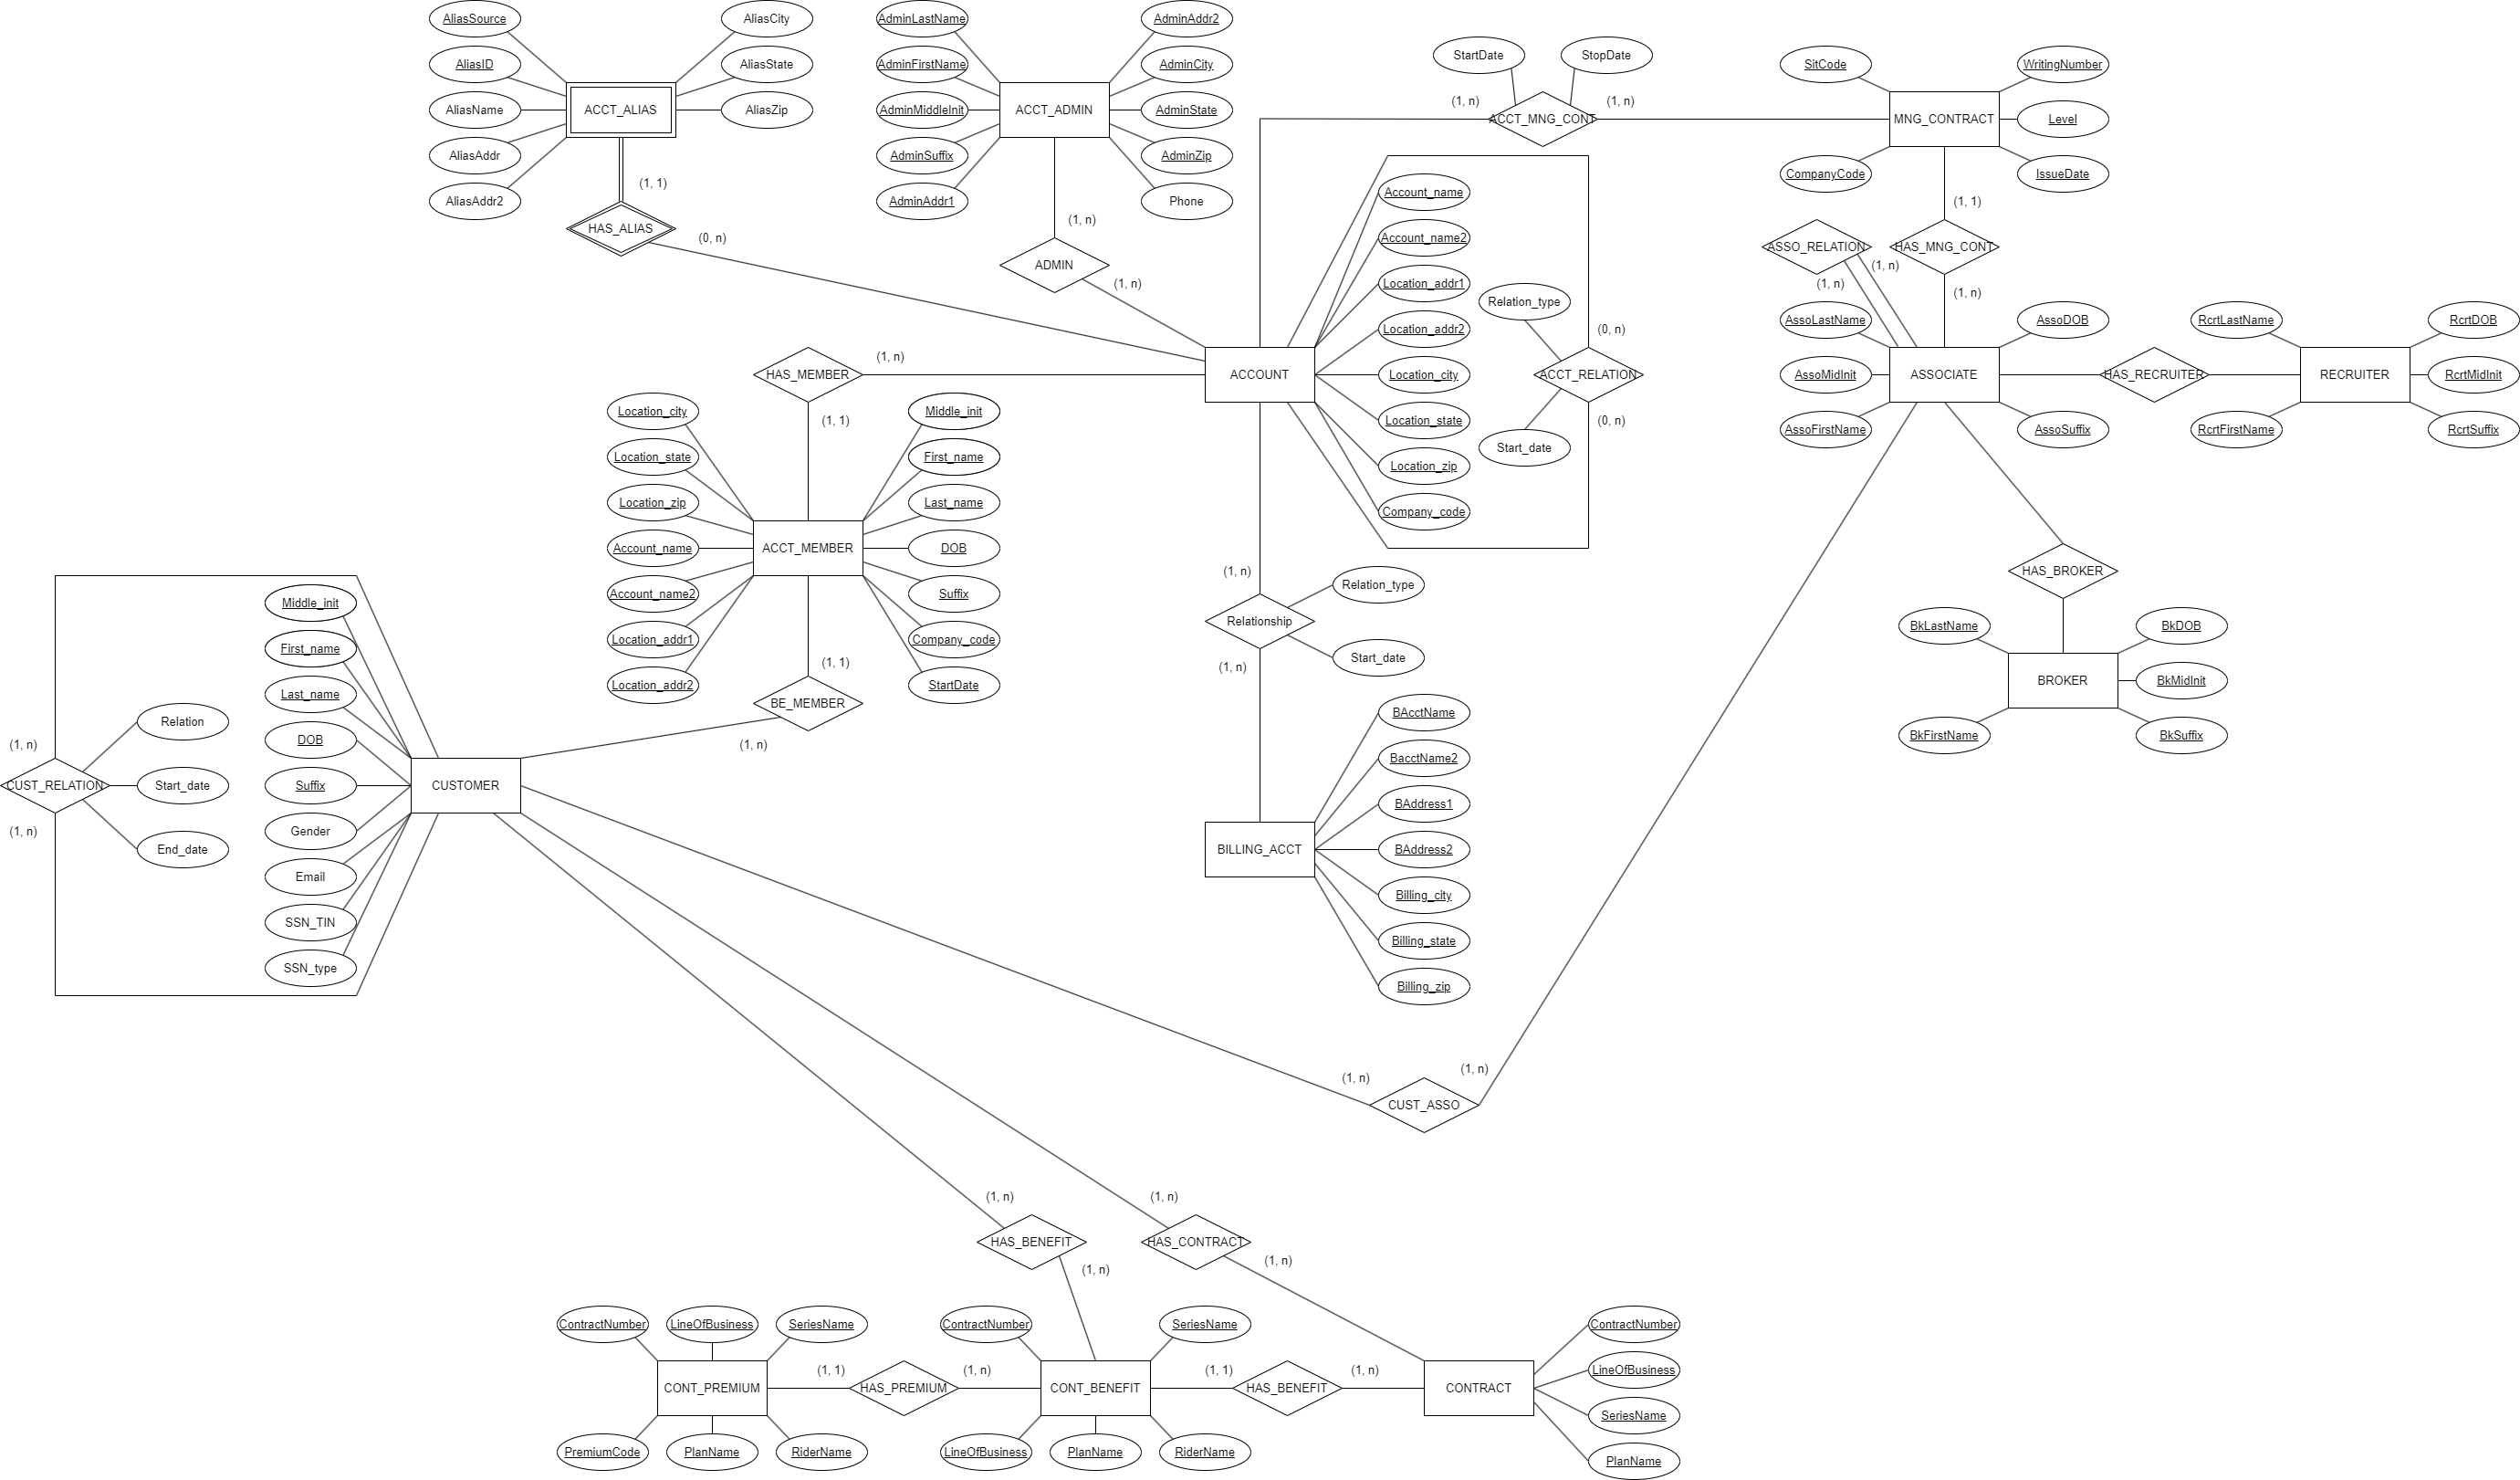 AliasSource
AliasCity
AdminLastName
AdminAddr2
StartDate
StopDate
SitCode
WritingNumber
AliasID
AliasState
AdminFirstName
AdminCity
AliasName
ACCT_ALIAS
AliasZip
AdminMiddleInit
ACCT_ADMIN
AdminState
(1, n)
(1, n)
ACCT_MNG_CONT
MNG_CONTRACT
Level
AliasAddr
AdminSuffix
AdminZip
CompanyCode
IssueDate
(1, 1)
AliasAddr2
AdminAddr1
Phone
Account_name
(1, 1)
HAS_ALIAS
(0, n)
(1, n)
Account_name2
ASSO_RELATION
HAS_MNG_CONT
ADMIN
(1, n)
(1, n)
Location_addr1
(1, n)
(1, n)
Relation_type
AssoLastName
AssoDOB
RcrtLastName
RcrtDOB
Location_addr2
(0, n)
(1, n)
HAS_MEMBER
ACCOUNT
Location_city
ACCT_RELATION
AssoMidInit
ASSOCIATE
HAS_RECRUITER
RECRUITER
RcrtMidInit
Location_city
Middle_init
(1, 1)
Location_state
(0, n)
AssoFirstName
AssoSuffix
RcrtFirstName
RcrtSuffix
Start_date
Location_state
First_name
Location_zip
Location_zip
Last_name
Company_code
Account_name
ACCT_MEMBER
DOB
(1, n)
HAS_BROKER
Relation_type
Account_name2
Suffix
Middle_init
Relationship
BkLastName
BkDOB
Location_addr1
Company_code
First_name
(1, 1)
(1, n)
Start_date
Location_addr2
StartDate
BROKER
BkMidInit
Last_name
BE_MEMBER
BAcctName
Relation
DOB
(1, n)
(1, n)
BkFirstName
BkSuffix
BacctName2
CUST_RELATION
Start_date
Suffix
CUSTOMER
BAddress1
(1, n)
Gender
End_date
BILLING_ACCT
BAddress2
Email
Billing_city
SSN_TIN
Billing_state
SSN_type
Billing_zip
(1, n)
(1, n)
CUST_ASSO
(1, n)
(1, n)
HAS_BENEFIT
HAS_CONTRACT
(1, n)
(1, n)
ContractNumber
LineOfBusiness
SeriesName
ContractNumber
SeriesName
ContractNumber
(1, 1)
(1, n)
(1, 1)
(1, n)
LineOfBusiness
CONT_PREMIUM
HAS_PREMIUM
CONT_BENEFIT
HAS_BENEFIT
CONTRACT
SeriesName
PremiumCode
PlanName
RiderName
LineOfBusiness
PlanName
RiderName
PlanName